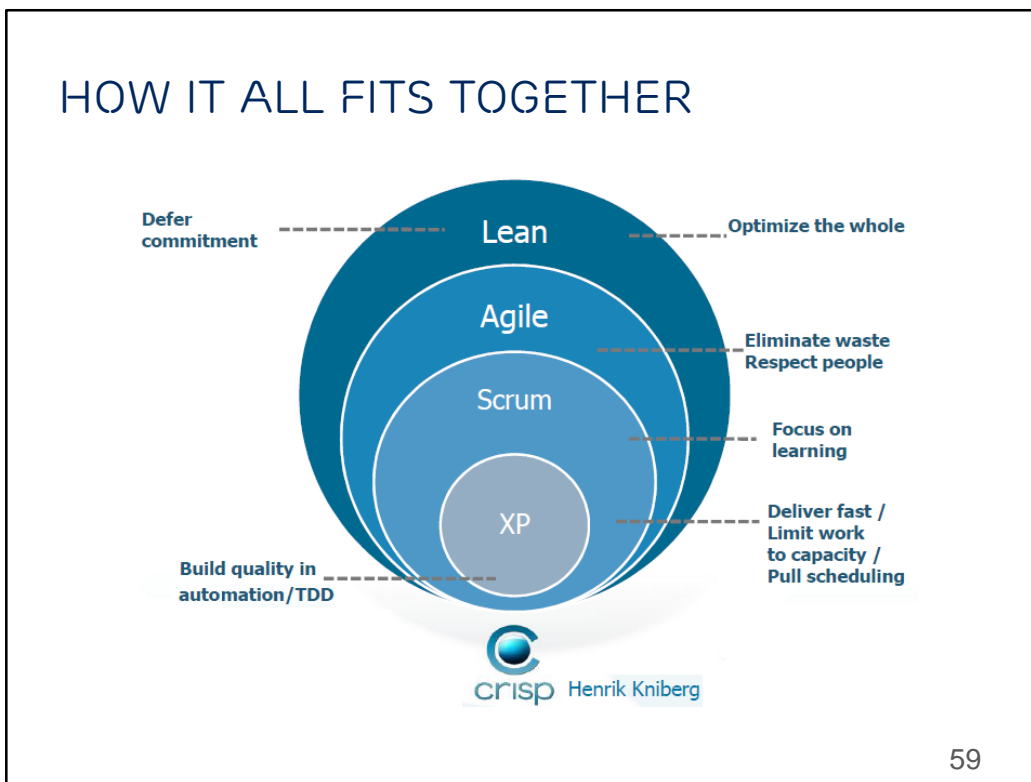 HOW IT ALL FITS TOGETHER
Defer
commitment
Lean
Optimize the whole
Agile
Eliminate waste
Respect people
Scrum
Focus on
learning
XP
Deliver fast /
Limit work
to capacity /
Pull scheduling
Build quality in
automation/TDD
crisp Henrik Kniberg
59